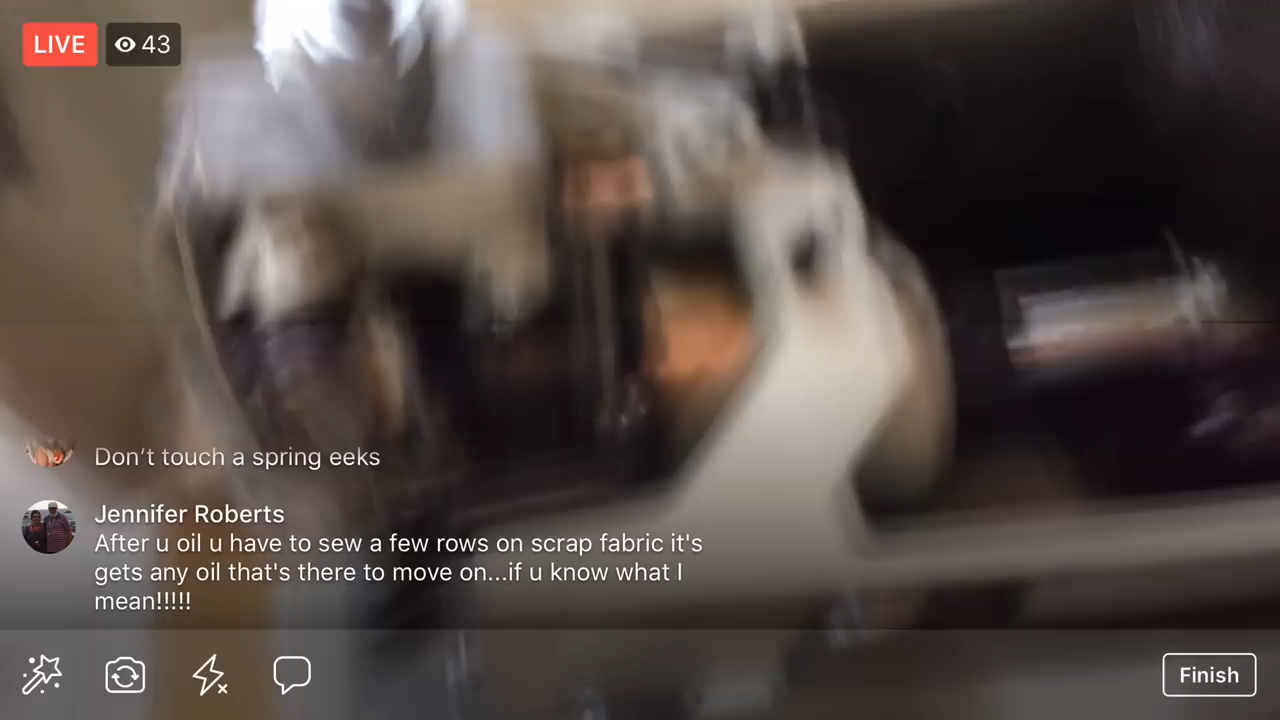 LIVE
43
Don't touch a spring eeks
Jennifer Roberts
After u oil u have to sew a few rows on scrap fabric it's
gets any oil that's there to move on...if u know what I
mean!!!!!
Finish